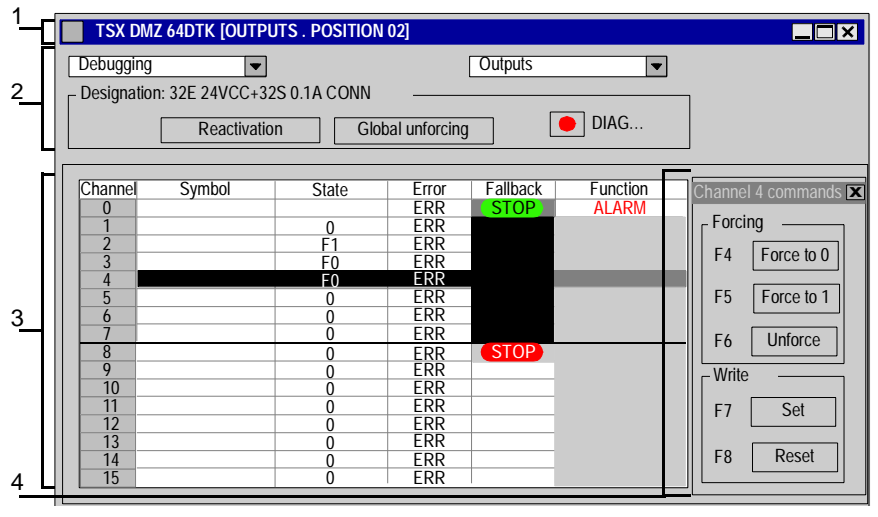 1
TSX DMZ 64DTK [OUTPUTS . POSITION 02]
2
Debugging
Outputs
Designation: 32E 24VCC+32S 0.1A CONN
Reactivation
Global unforcing
DIAG...
3
Channel Symbol State Error Fallback Function
0 ERR STOP ALARM
1 0 ERR
2 F1 ERR
3 F0 ERR
4 F0 ERR
5 0 ERR
6 0 ERR
7 0 ERR
8 0 ERR STOP
9 0 ERR
10 0 ERR
11 0 ERR
12 0 ERR
13 0 ERR
14 0 ERR
15 0 ERR
4
Channel 4 commands
Forcing
F4 Force to 0
F5 Force to 1
F6 Unforce
Write
F7 Set
F8 Reset